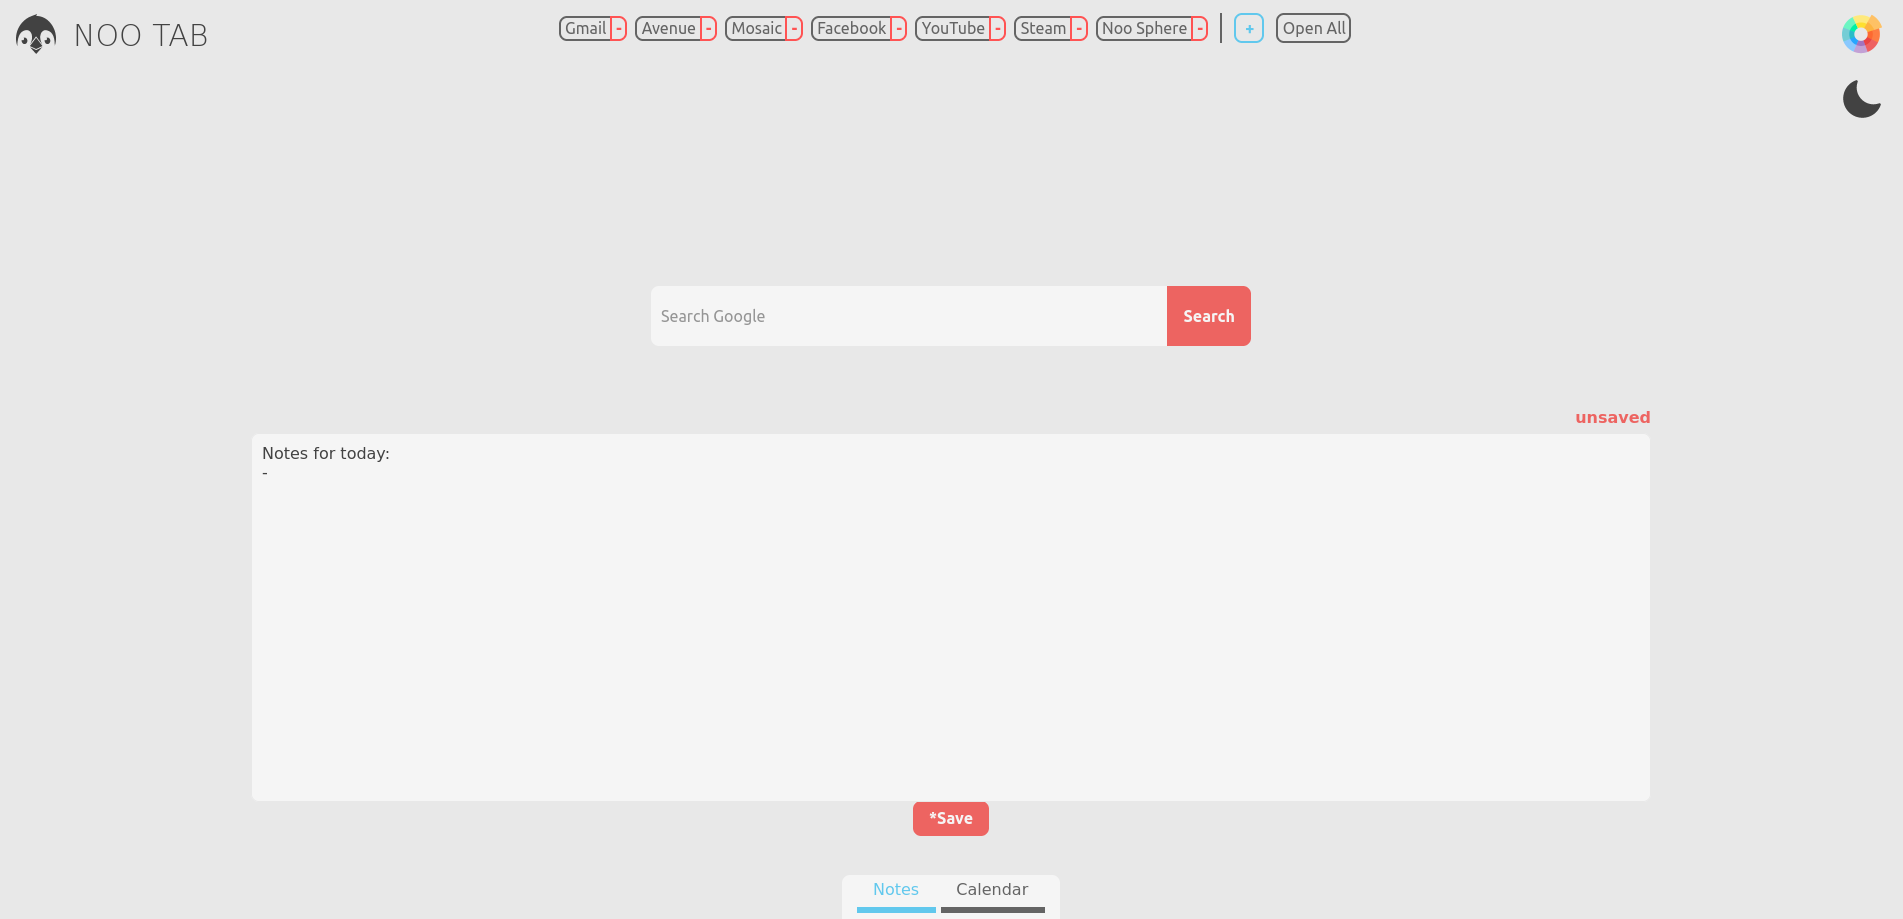 NOO TAB
Gmail - Avenue - Mosaic - Facebook - YouTube - Steam - Noo Sphere - + Open All
Search Google Search
unsaved
Notes for today:
-
*Save
Notes Calendar